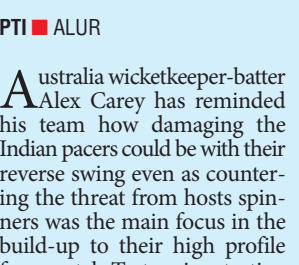 PTI ■ ALUR
Australia wicketkeeper-batter
Alex Carey has reminded
his team how damaging the
Indian pacers could be with their
reverse swing even as counter-
ing the threat from hosts spin-
ners was the main focus in the
build-up to their high profile